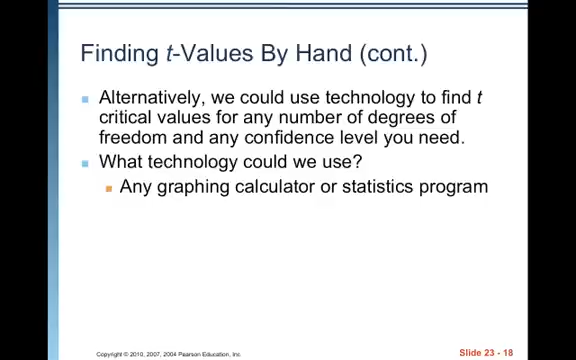 Finding t-Values By Hand (cont.)
Alternatively, we could use technology to find t
critical values for any number of degrees of
freedom and any confidence level you need.
What technology could we use?
Any graphing calculator or statistics program
Copyright © 2010, 2007, 2004 Pearson Education, Inc.
Slide 23 - 18